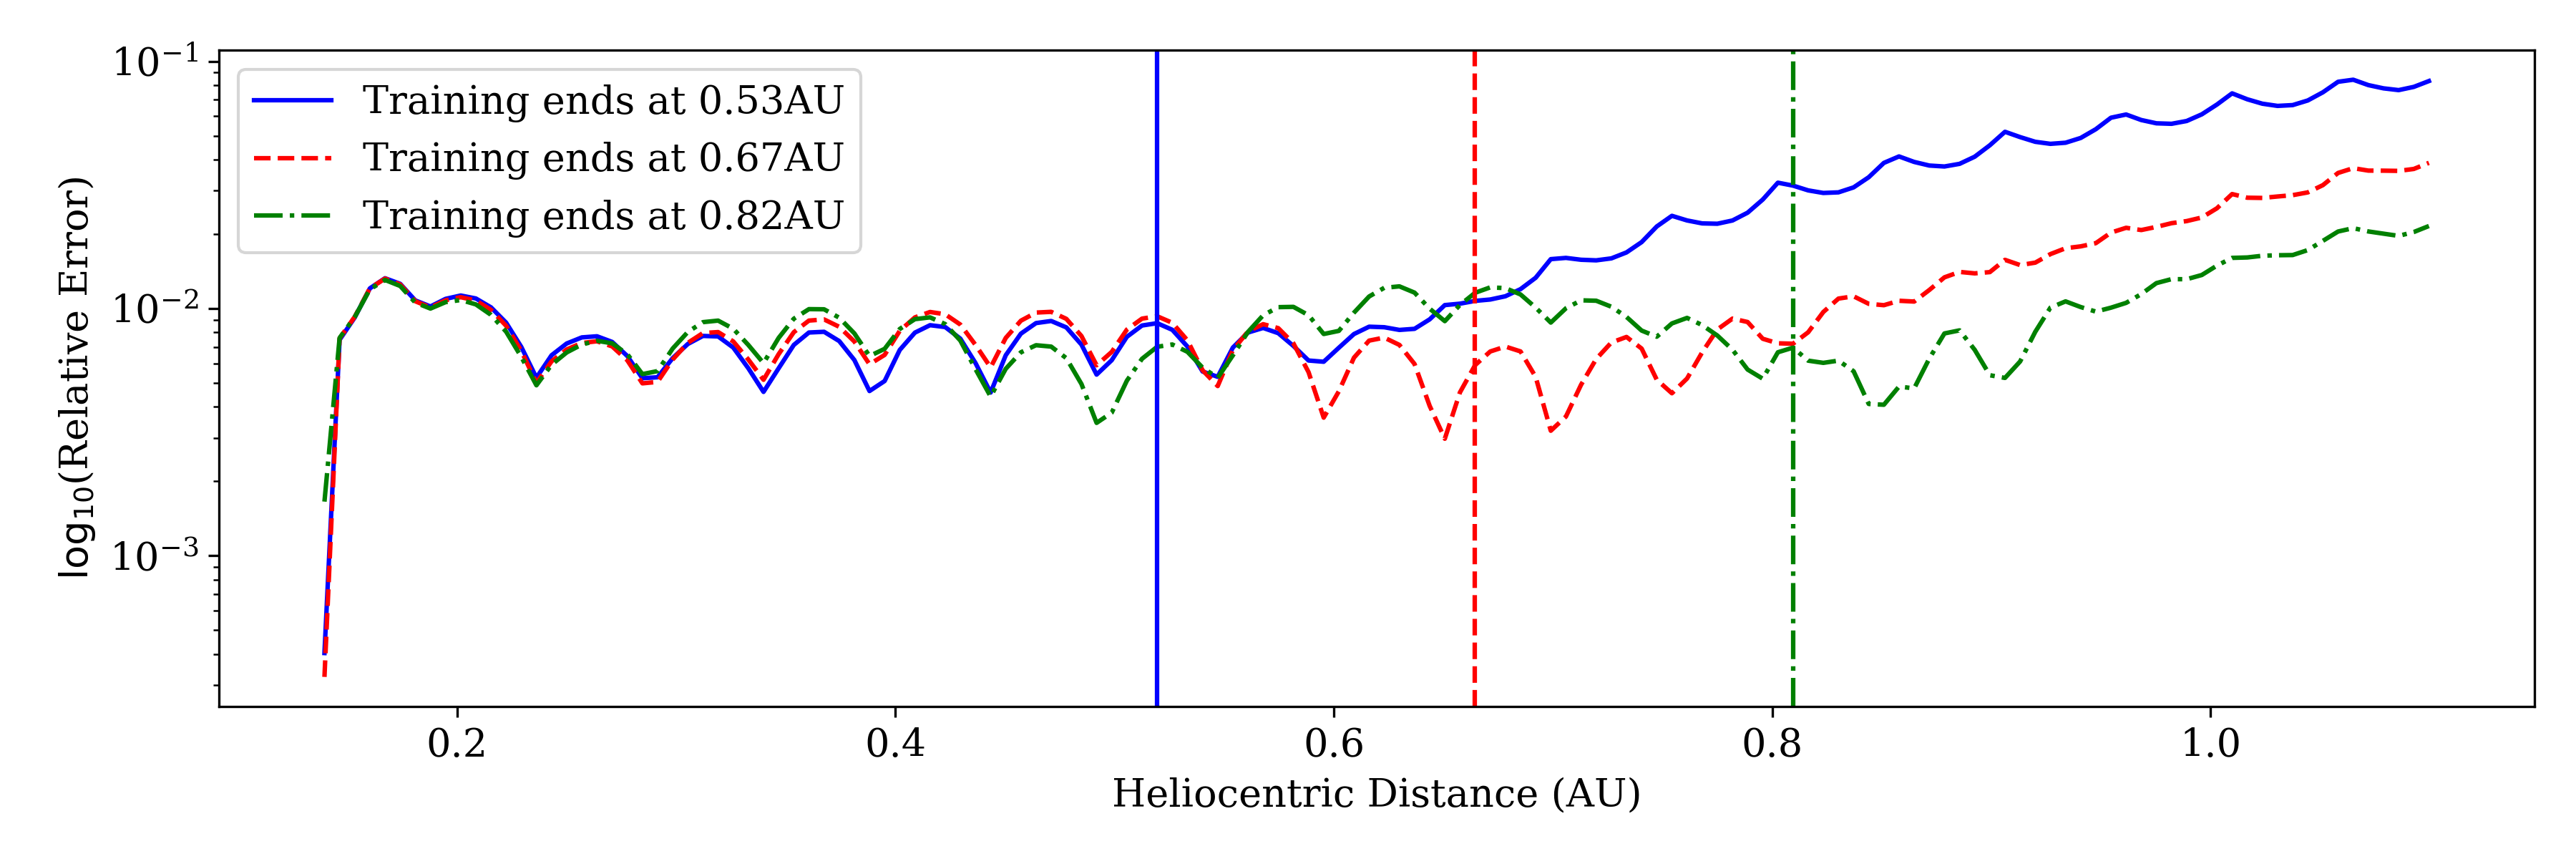 10⁻¹
10⁻²
10⁻³
log₁₀(Relative Error)
Training ends at 0.53AU
Training ends at 0.67AU
Training ends at 0.82AU
0.2 0.4 0.6 0.8 1.0
Heliocentric Distance (AU)